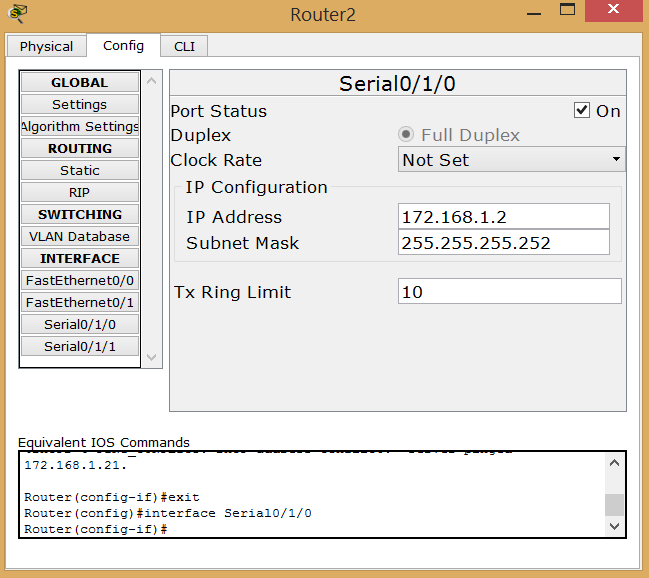 Router2
Physical Config CLI
GLOBAL
Settings
Algorithm Settings
ROUTING
Static
RIP
SWITCHING
VLAN Database
INTERFACE
FastEthernet0/0
FastEthernet0/1
Serial0/1/0
Serial0/1/1
Serial0/1/0
Port Status On
Duplex Full Duplex
Clock Rate Not Set
IP Configuration
IP Address 172.168.1.2
Subnet Mask 255.255.255.252
Tx Ring Limit 10
Equivalent IOS Commands
172.168.1.21.
Router(config-if)#exit
Router(config)#interface Serial0/1/0
Router(config-if)#